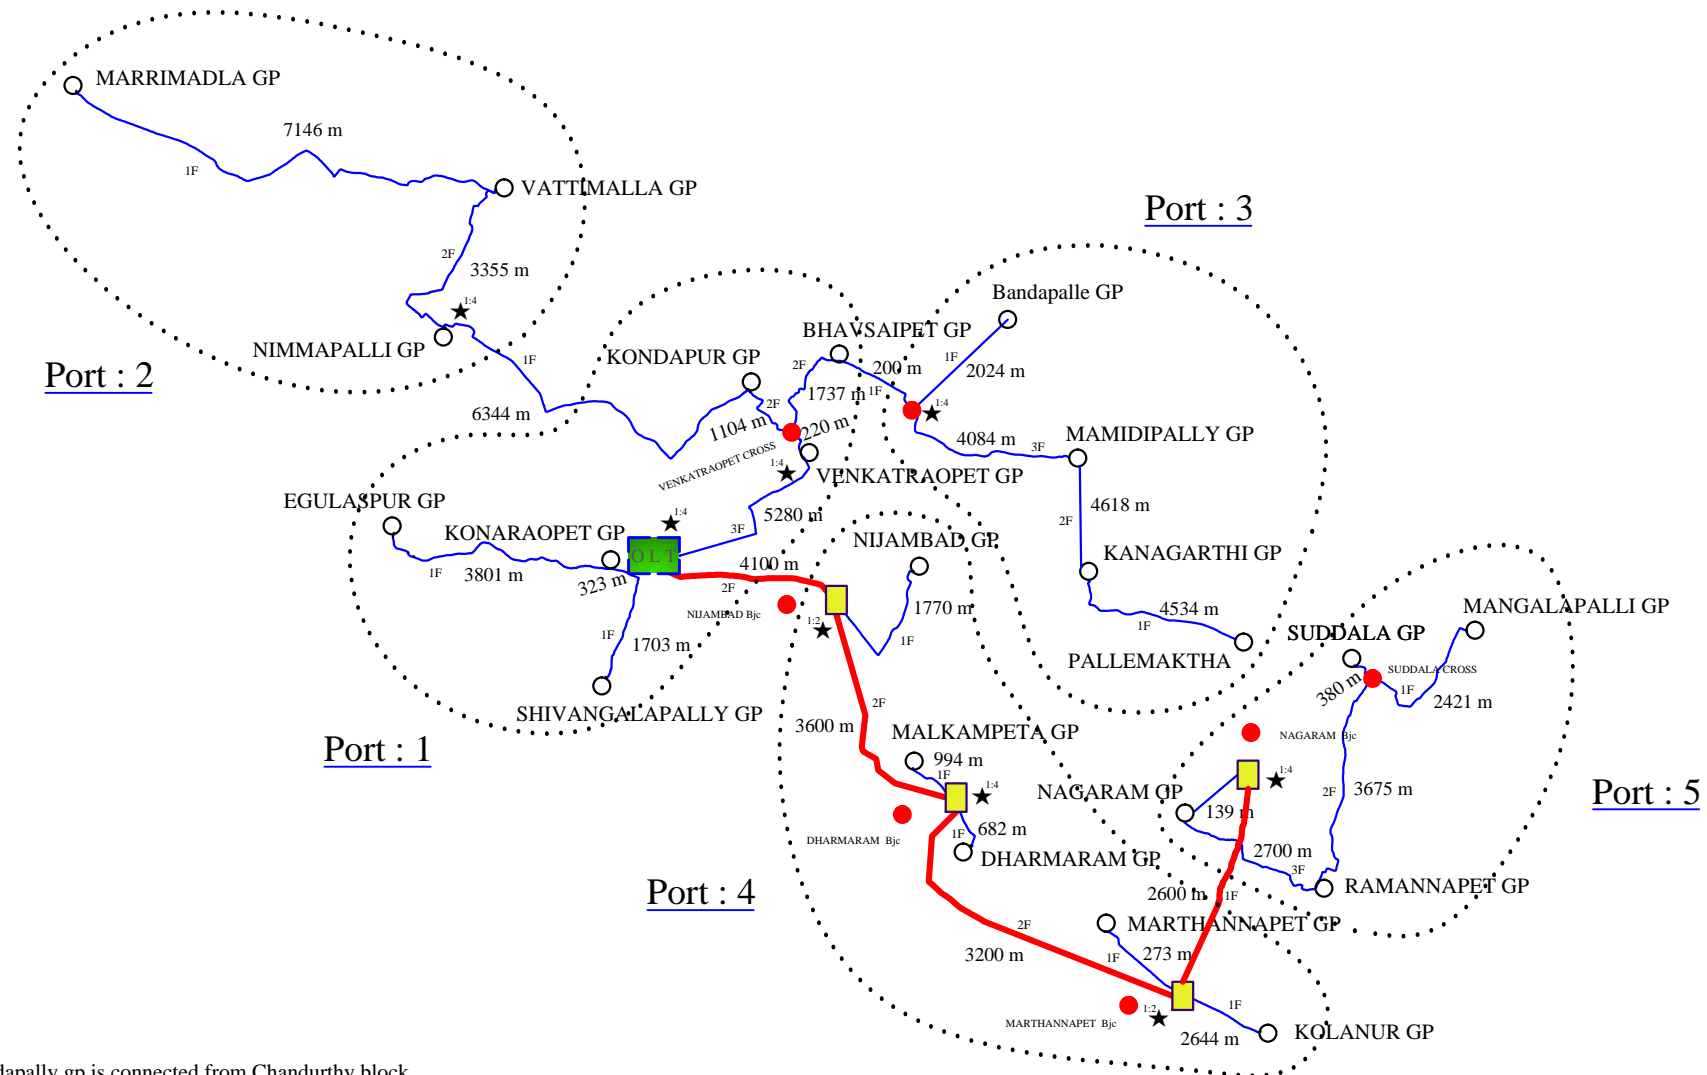 MARRIMADLA GP
7146 m
1F
VATTIMALLA GP
2F
3355 m
1:4
NIMMAPALLI GP
Port : 2
1F
6344 m
Port : 3
Bandapalle GP
1F
2024 m
BHAVSAIPET GP
KONDAPUR GP
2F
200 m
1737 m
1F
1:4
2F
1104 m
220 m
VENKATRAOPET CROSS
1:4
VENKATRAOPET GP
4084 m
3F
MAMIDIPALLY GP
4618 m
2F
KANAGARTHI GP
4534 m
1F
PALLEMAKTHA
EGULASPUR GP
KONARAOPET GP
1:4
5280 m
3F
OLT
1F
3801 m
323 m
4100 m
2F
NIJAMBAD GP
NIJAMBAD Bjc
1:2
1770 m
1F
1F
1703 m
SHIVANGALAPALLY GP
Port : 1
2F
3600 m
MALKAMPETA GP
994 m
1F
1:4
DHARMARAM Bjc
1F
682 m
DHARMARAM GP
Port : 4
MANGALAPALLI GP
SUDDALA GP
SUDDALA CROSS
380 m
1F
2421 m
NAGARAM Bjc
1:4
NAGARAM GP
139 m
2F
3675 m
Port : 5
2700 m
3F
RAMANNAPET GP
2600 m
1F
MARTHANNAPET GP
2F
3200 m
1F
273 m
1:2
MARTHANNAPET Bjc
1F
2644 m
KOLANUR GP
dapally gp is connected from Chandurthy block